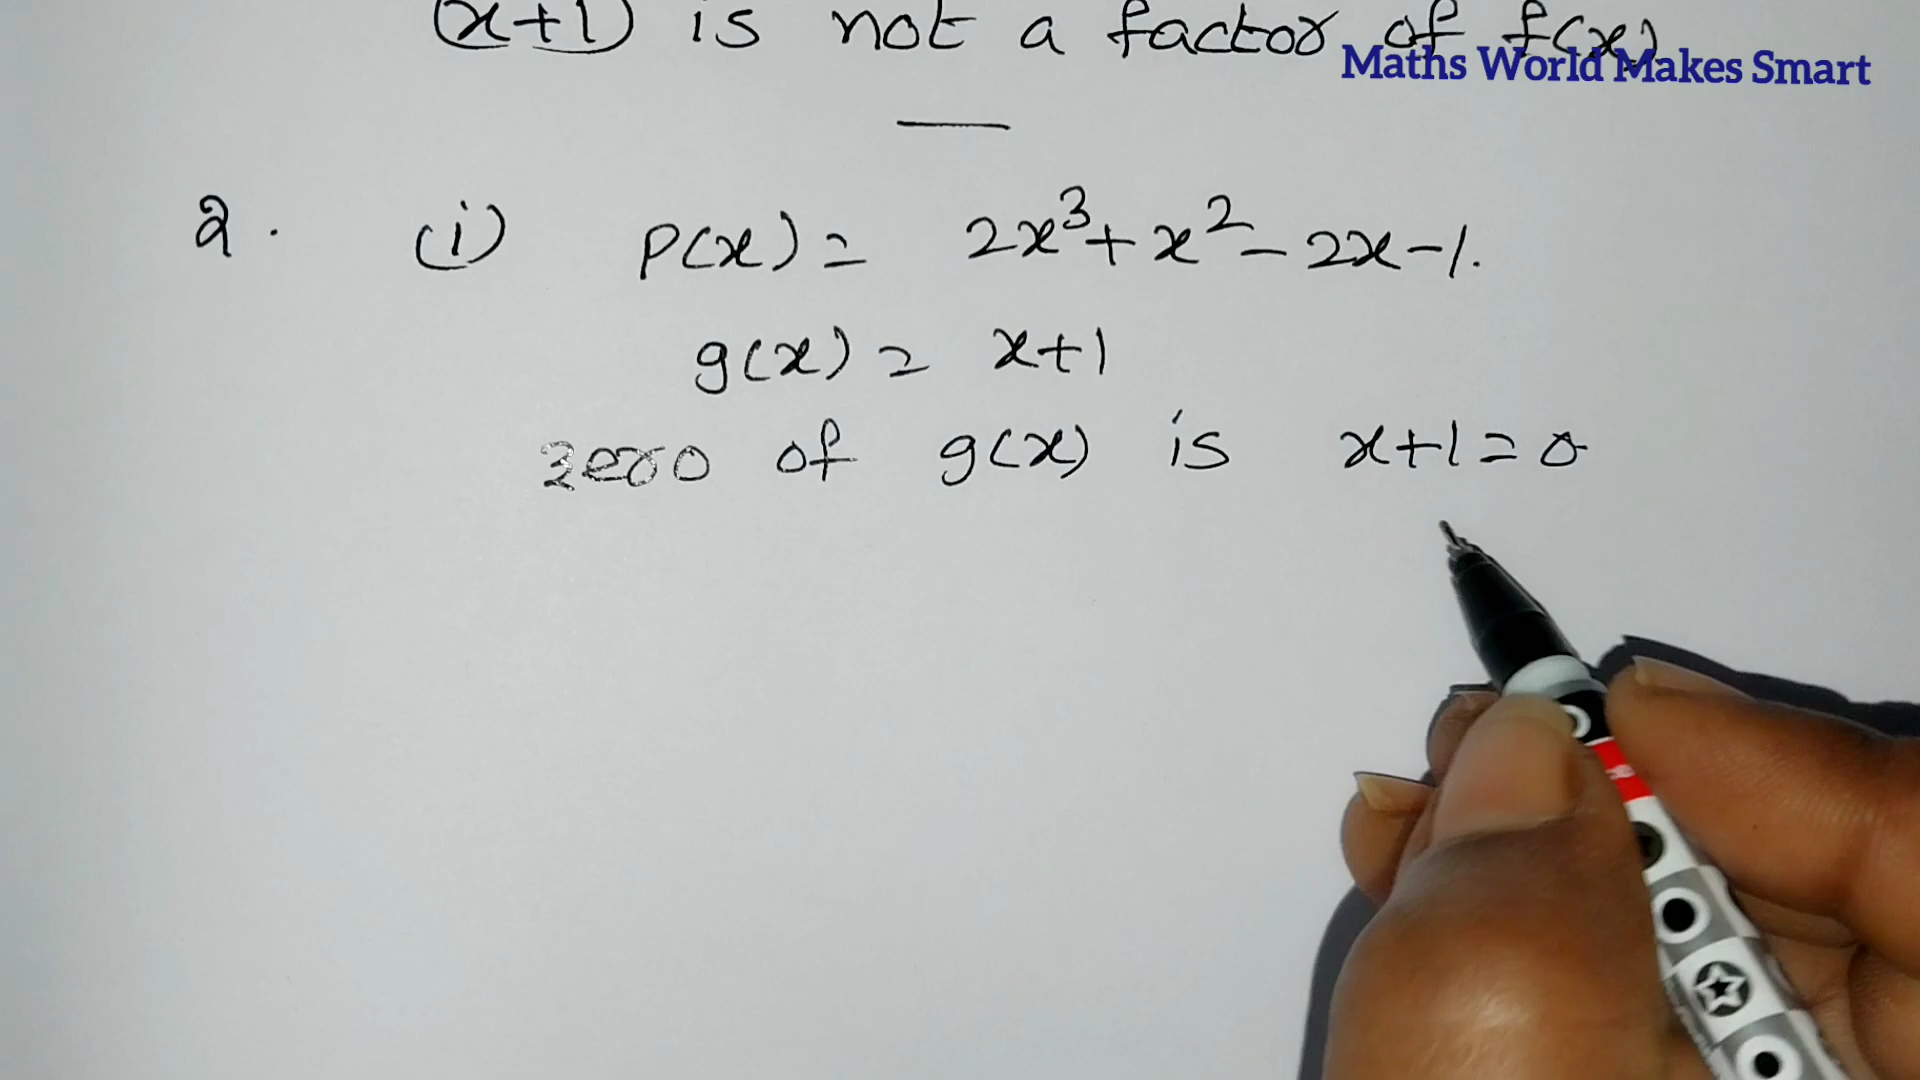 (x+1) is not a factor of f(x)
Maths World Makes Smart
2. (i) P(x) = 2x³+x²-2x-1.
g(x) = x+1
zero of g(x) is x+1=0